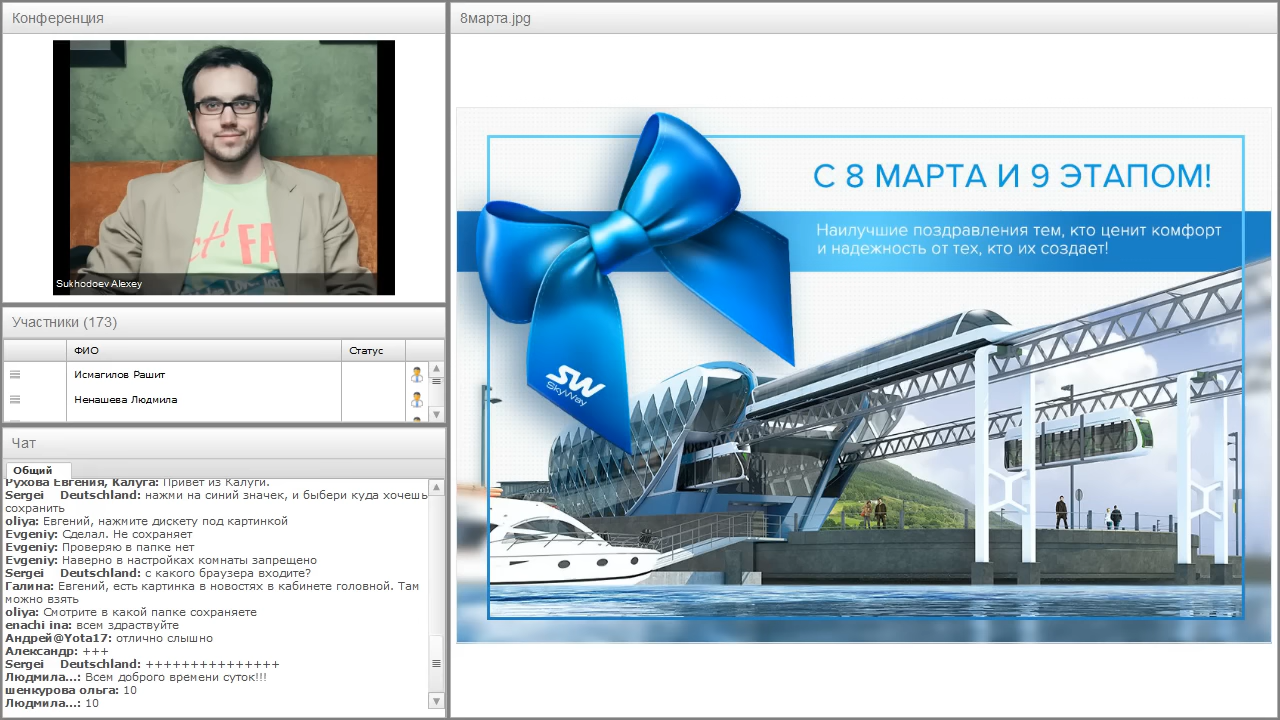 Конференция
Sukhodoev Alexey
Участники (173)
ФИО
Статус
Исмагилов Рашит
Ненашева Людмила
Чат
Общий
Рухова Евгения, Калуга: Привет из Калуги.
Sergei Deutschland: нажми на синий значек, и быбери куда хочешь
сохранить
oliya: Евгений, нажмите дискету под картинкой
Evgeniy: Сделал. Не сохраняет
Evgeniy: Проверяю в папке нет
Evgeniy: Наверно в настройках комнаты запрещено
Sergei Deutschland: с какого браузера входите?
Галина: Евгений, есть картинка в новостях в кабинете головной. Там
можно взять
oliya: Смотрите в какой папке сохраняете
enachi ina: всем здраствуйте
Андрей@Yota17: отлично слышно
Александр: +++
Sergei Deutschland: +++++++++++++++
Людмила...: Всем доброго времени суток!!!
шенкурова ольга: 10
Людмила...: 10
8марта.jpg
С 8 МАРТА И 9 ЭТАПОМ!
Наилучшие поздравления тем, кто ценит комфорт
и надежность от тех, кто их создает!
SW
SkyWay